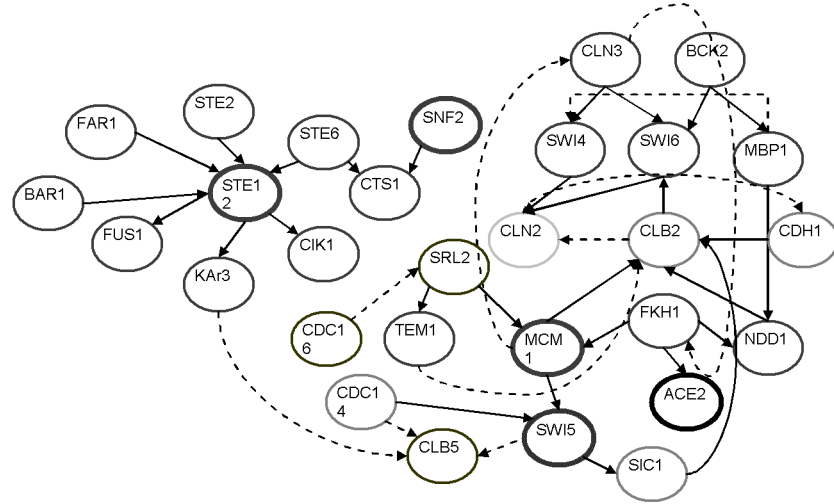 CLN3
BCK2
STE2
FAR1
STE6
SNF2
SWI4
SWI6
MBP1
STE1
2
CTS1
BAR1
FUS1
CIK1
CLN2
CLB2
CDH1
SRL2
KAr3
CDC1
6
TEM1
MCM
1
FKH1
NDD1
CDC1
4
ACE2
CLB5
SWI5
SIC1